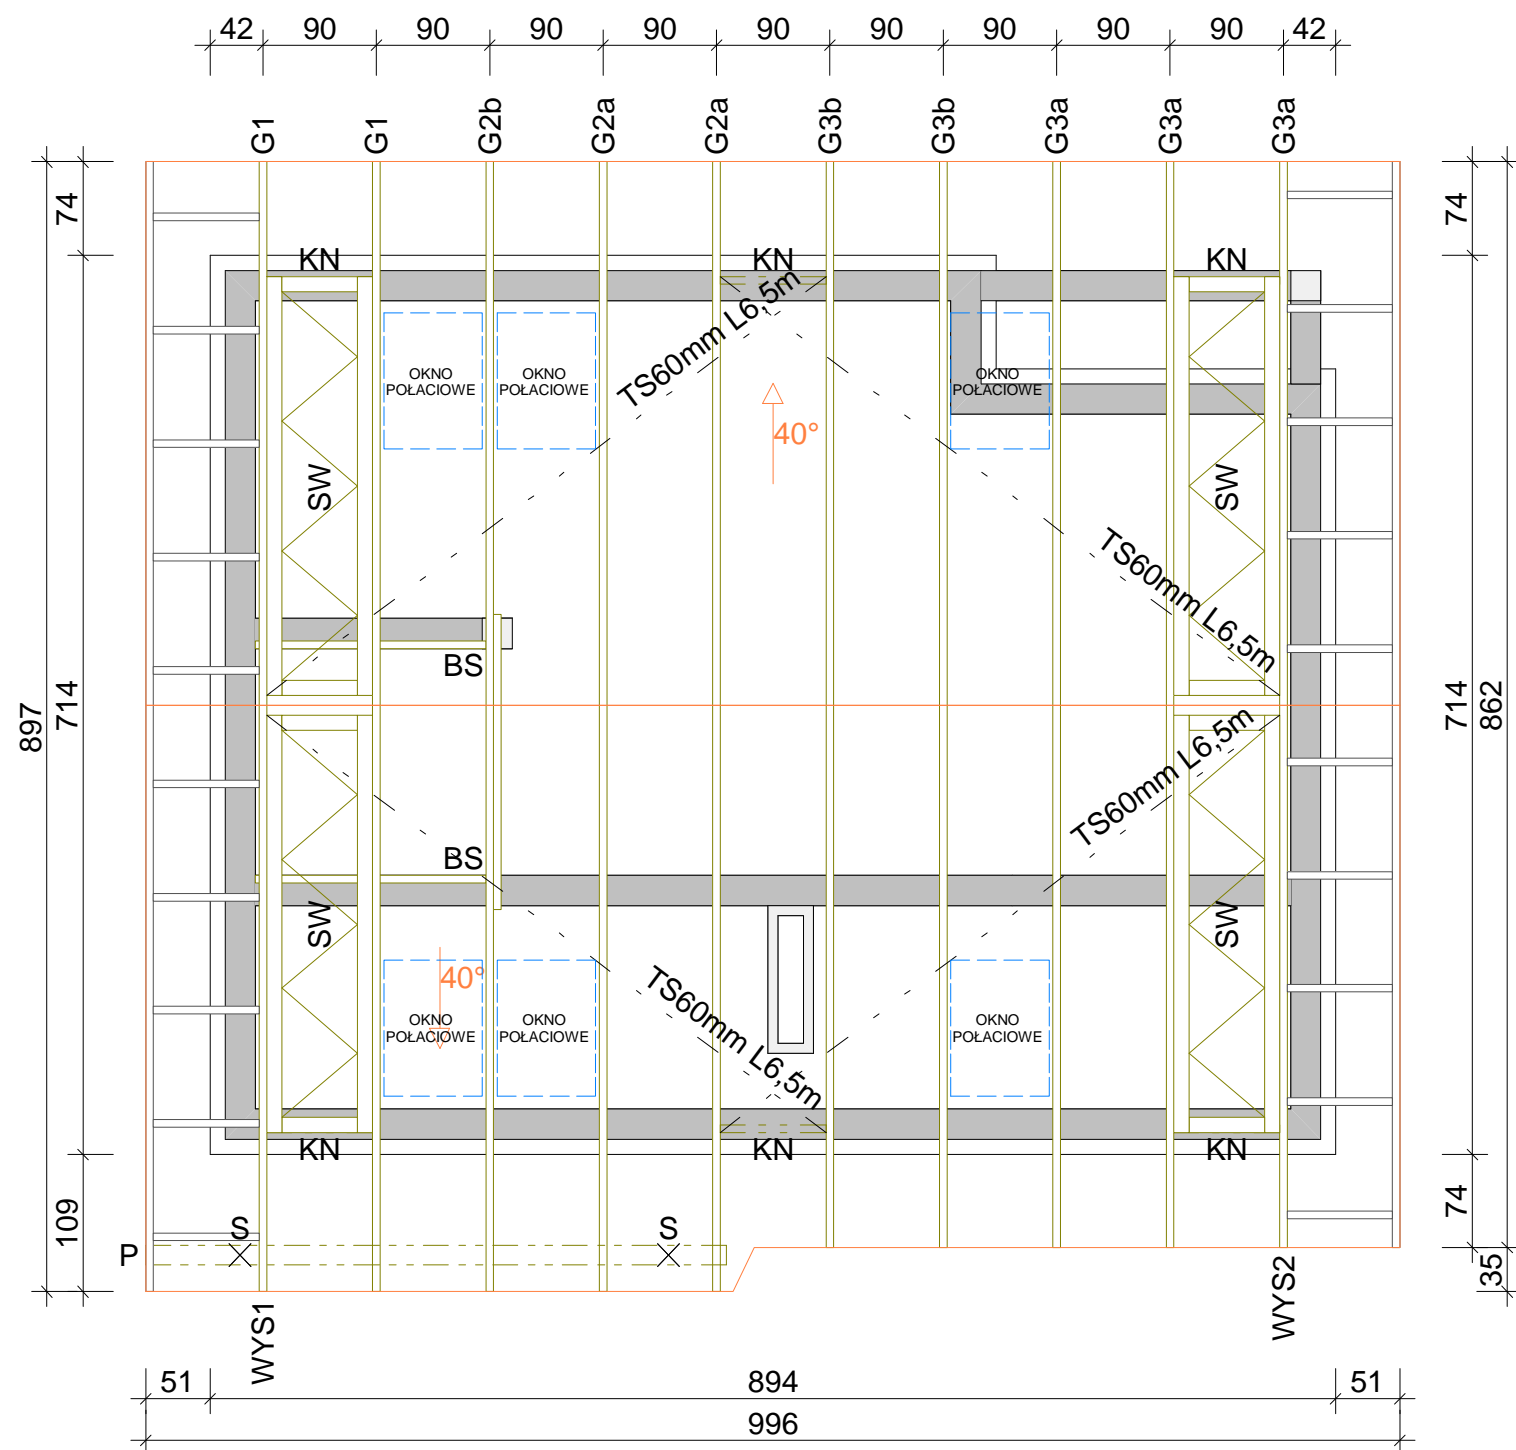 42 90 90 90 90 90 90 90 90 90 42
G1 G1 G2b G2a G2a G3b G3b G3a G3a G3a
74
74
KN KN KN
TS60mm L6,5m
OKNO
POŁACIOWE
OKNO
POŁACIOWE
OKNO
POŁACIOWE
40°
SW
SW
TS60mm L6,5m
BS
897
714
714
862
TS60mm L6,5m
BS
SW
SW
40°
TS60mm L6,5m
OKNO
POŁACIOWE
OKNO
POŁACIOWE
OKNO
POŁACIOWE
KN KN KN
109
74
S S
P
35
WYS1
WYS2
51 894 51
996